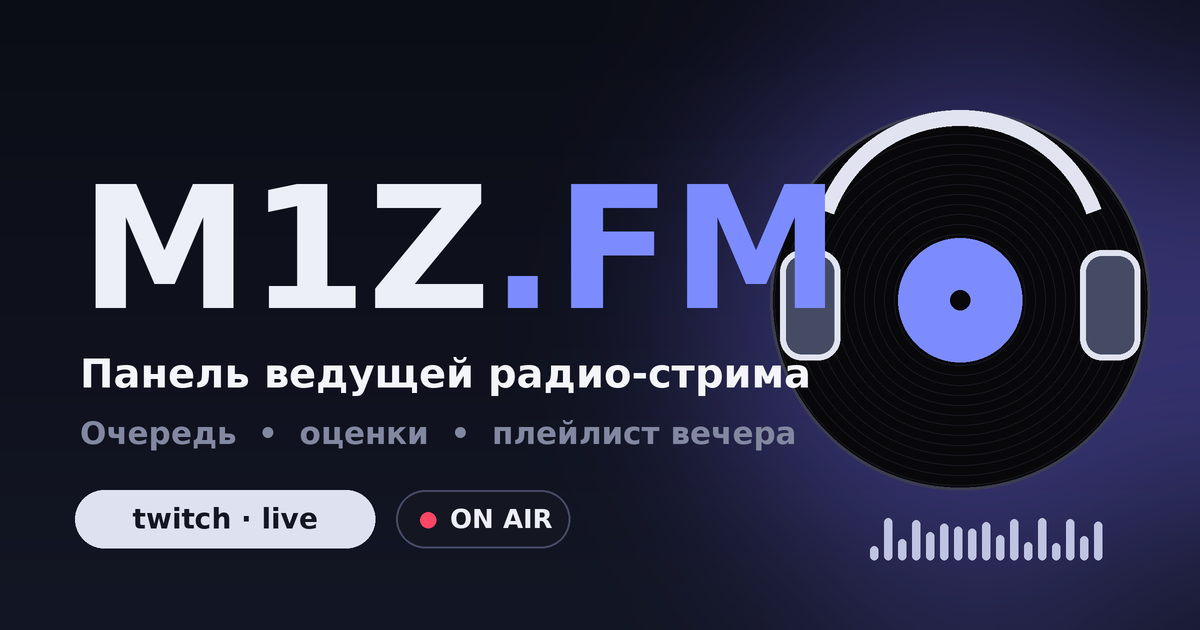 M1Z.FM
Панель ведущей радио-стрима
Очередь • оценки • плейлист вечера
twitch · live
ON AIR